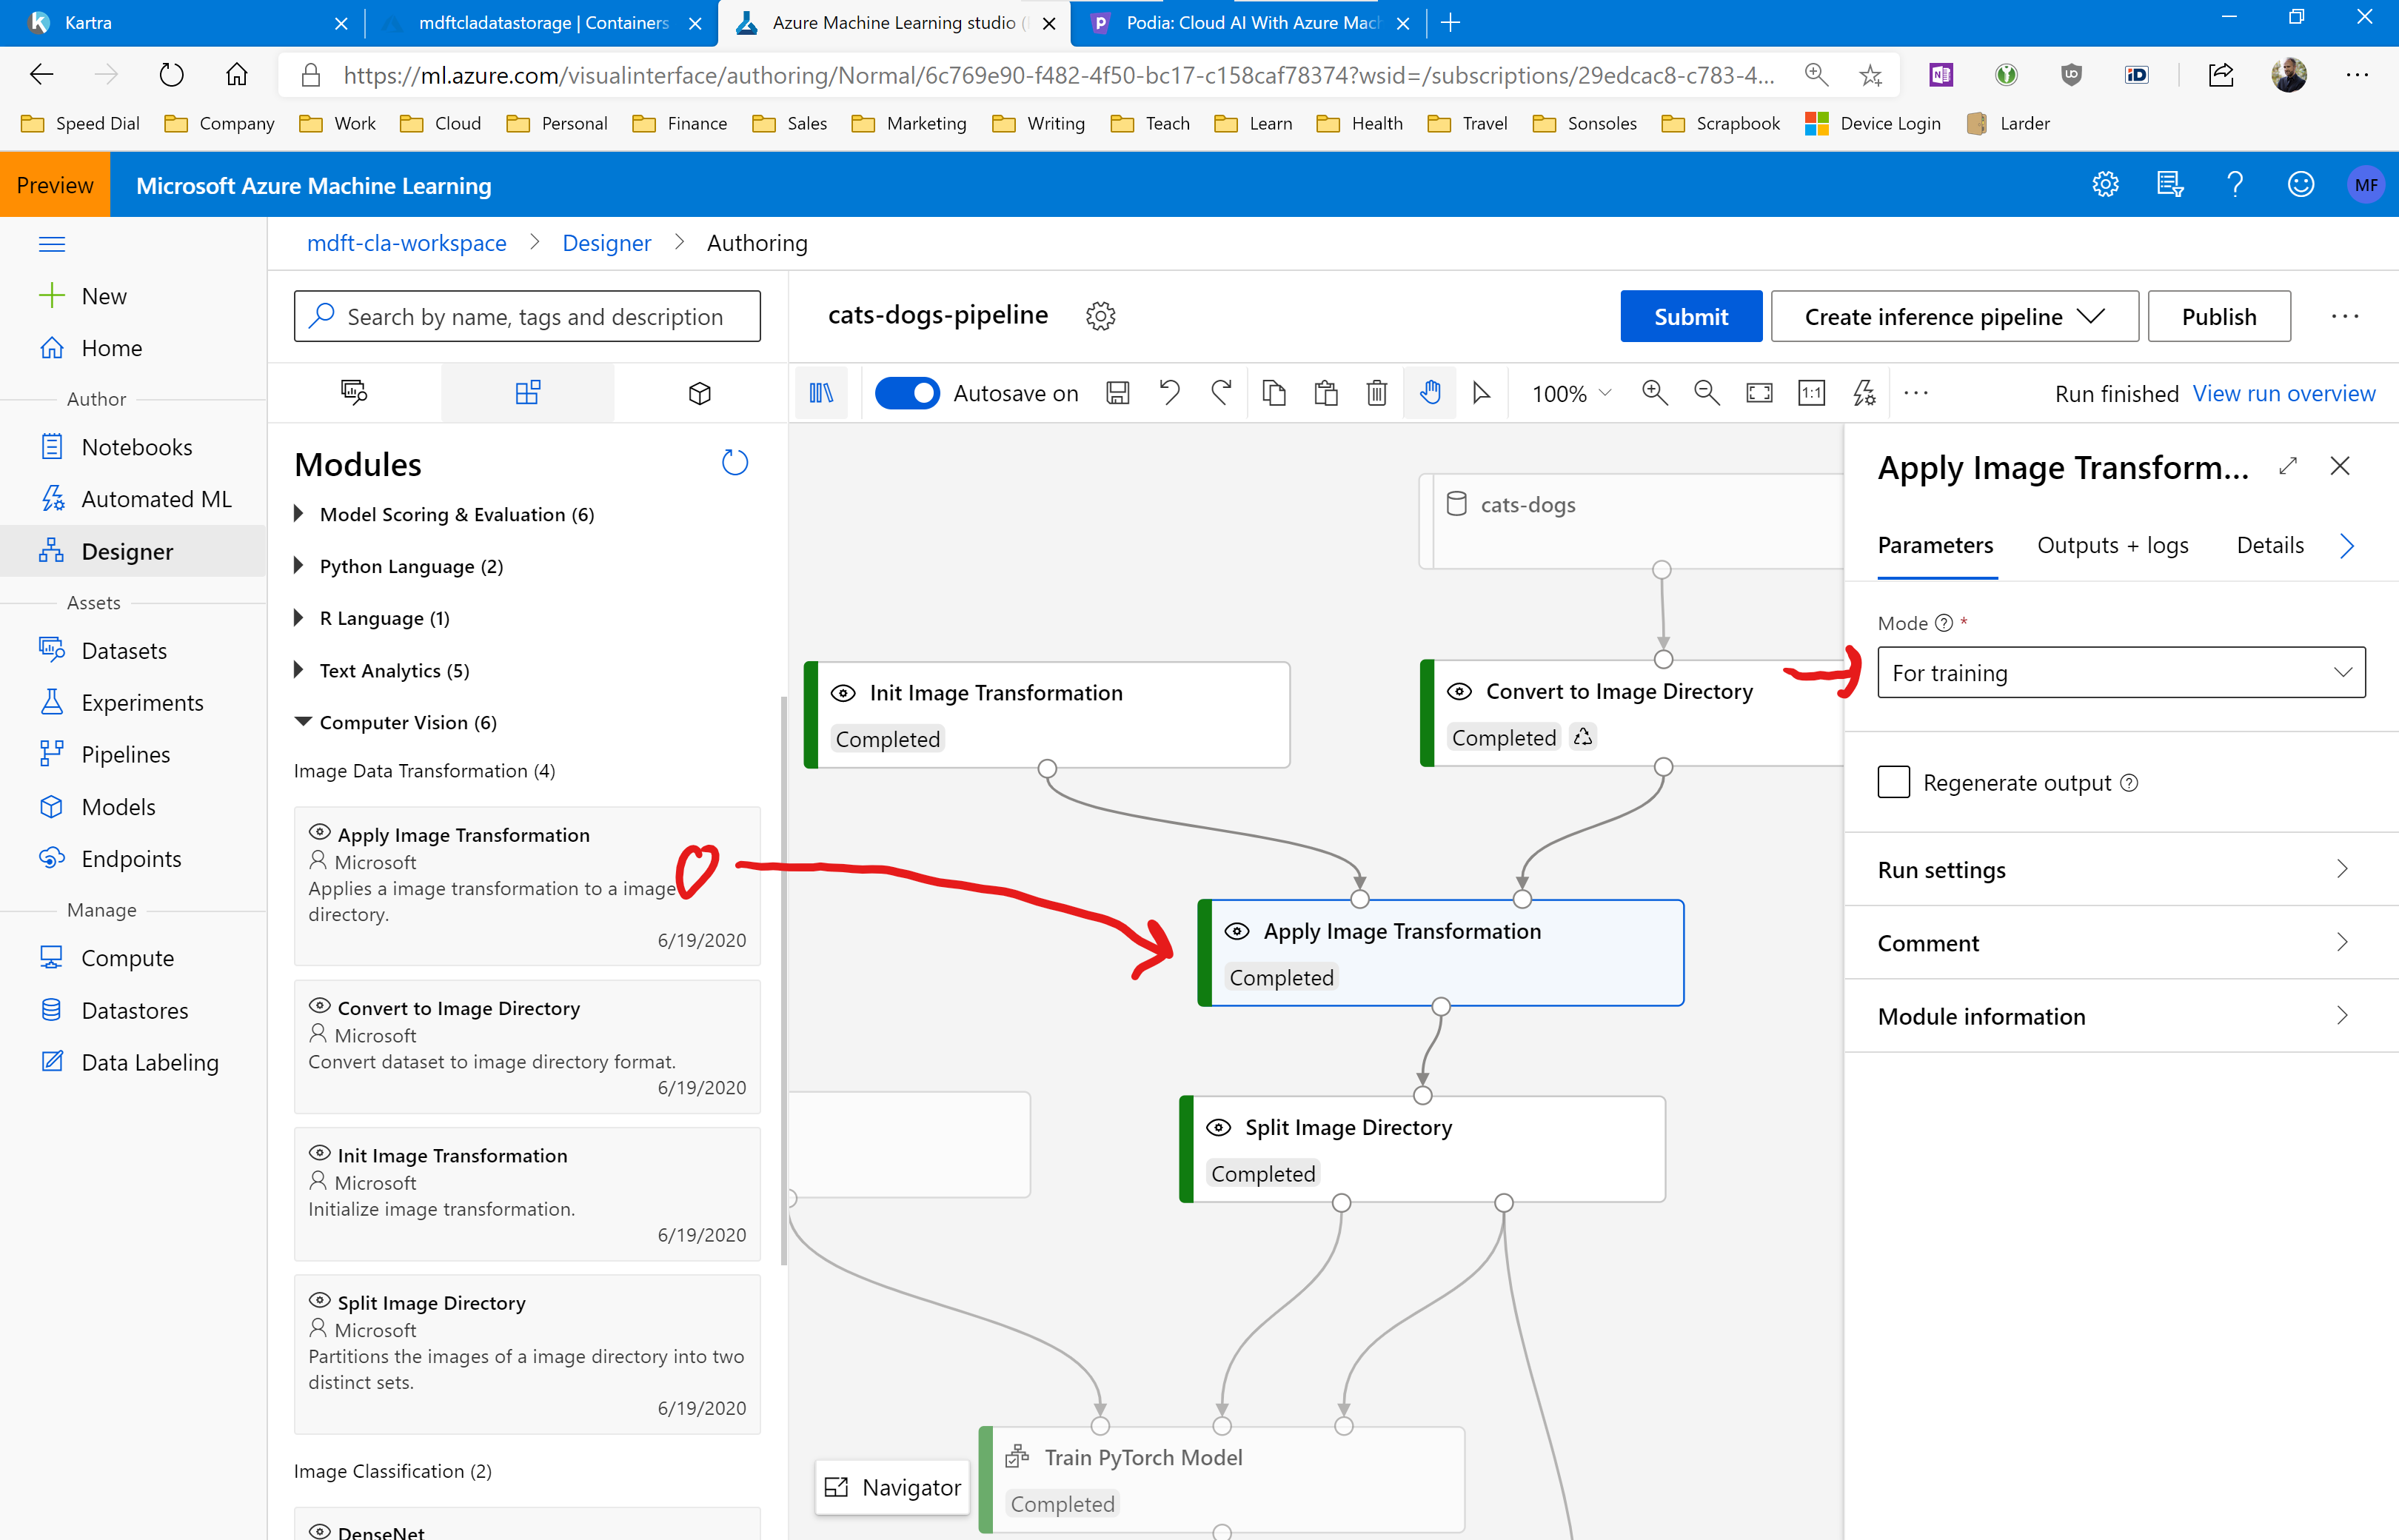 Kartra
mdftcladatastorage | Containers
Azure Machine Learning studio (
Podia: Cloud AI With Azure Mach
https://ml.azure.com/visualinterface/authoring/Normal/6c769e90-f482-4f50-bc17-c158caf78374?wsid=/subscriptions/29edcac8-c783-4...
Speed Dial
Company
Work
Cloud
Personal
Finance
Sales
Marketing
Writing
Teach
Learn
Health
Travel
Sonsoles
Scrapbook
Device Login
Larder
Preview
Microsoft Azure Machine Learning
MF
New
Home
Author
Notebooks
Automated ML
Designer
Assets
Datasets
Experiments
Pipelines
Models
Endpoints
Manage
Compute
Datastores
Data Labeling
mdft-cla-workspace > Designer > Authoring
Search by name, tags and description
Modules
Model Scoring & Evaluation (6)
Python Language (2)
R Language (1)
Text Analytics (5)
Computer Vision (6)
Image Data Transformation (4)
Apply Image Transformation
Microsoft
Applies a image transformation to a image
directory.
6/19/2020
Convert to Image Directory
Microsoft
Convert dataset to image directory format.
6/19/2020
Init Image Transformation
Microsoft
Initialize image transformation.
6/19/2020
Split Image Directory
Microsoft
Partitions the images of a image directory into two
distinct sets.
6/19/2020
Image Classification (2)
DenseNet
cats-dogs-pipeline
Submit
Create inference pipeline
Publish
Autosave on
100%
1:1
Run finished
View run overview
cats-dogs
Init Image Transformation
Completed
Convert to Image Directory
Completed
Apply Image Transformation
Completed
Split Image Directory
Completed
Train PyTorch Model
Completed
Navigator
Apply Image Transform...
Parameters
Outputs + logs
Details
Mode *
For training
Regenerate output
Run settings
Comment
Module information